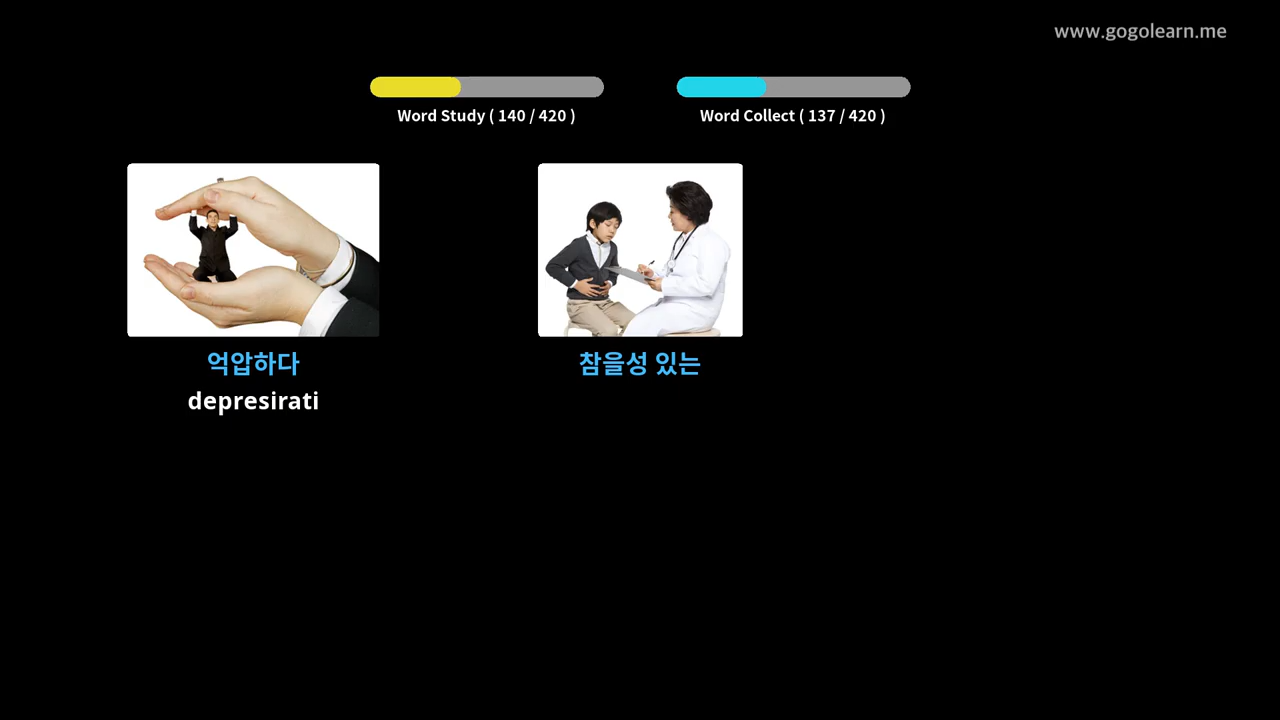 www.gogolearn.me
Word Study ( 140 / 420 )
Word Collect ( 137 / 420 )
억압하다
참을성 있는
depresirati